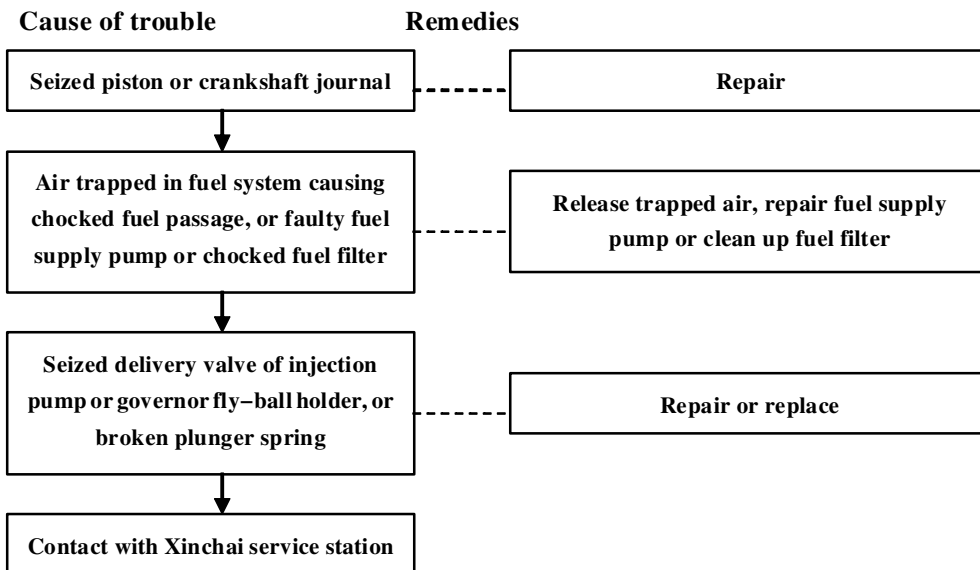 Cause of trouble
Remedies
Seized piston or crankshaft journal
Repair
Air trapped in fuel system causing
chocked fuel passage, or faulty fuel
supply pump or chocked fuel filter
Release trapped air, repair fuel supply
pump or clean up fuel filter
Seized delivery valve of injection
pump or governor fly−ball holder, or
broken plunger spring
Repair or replace
Contact with Xinchai service station